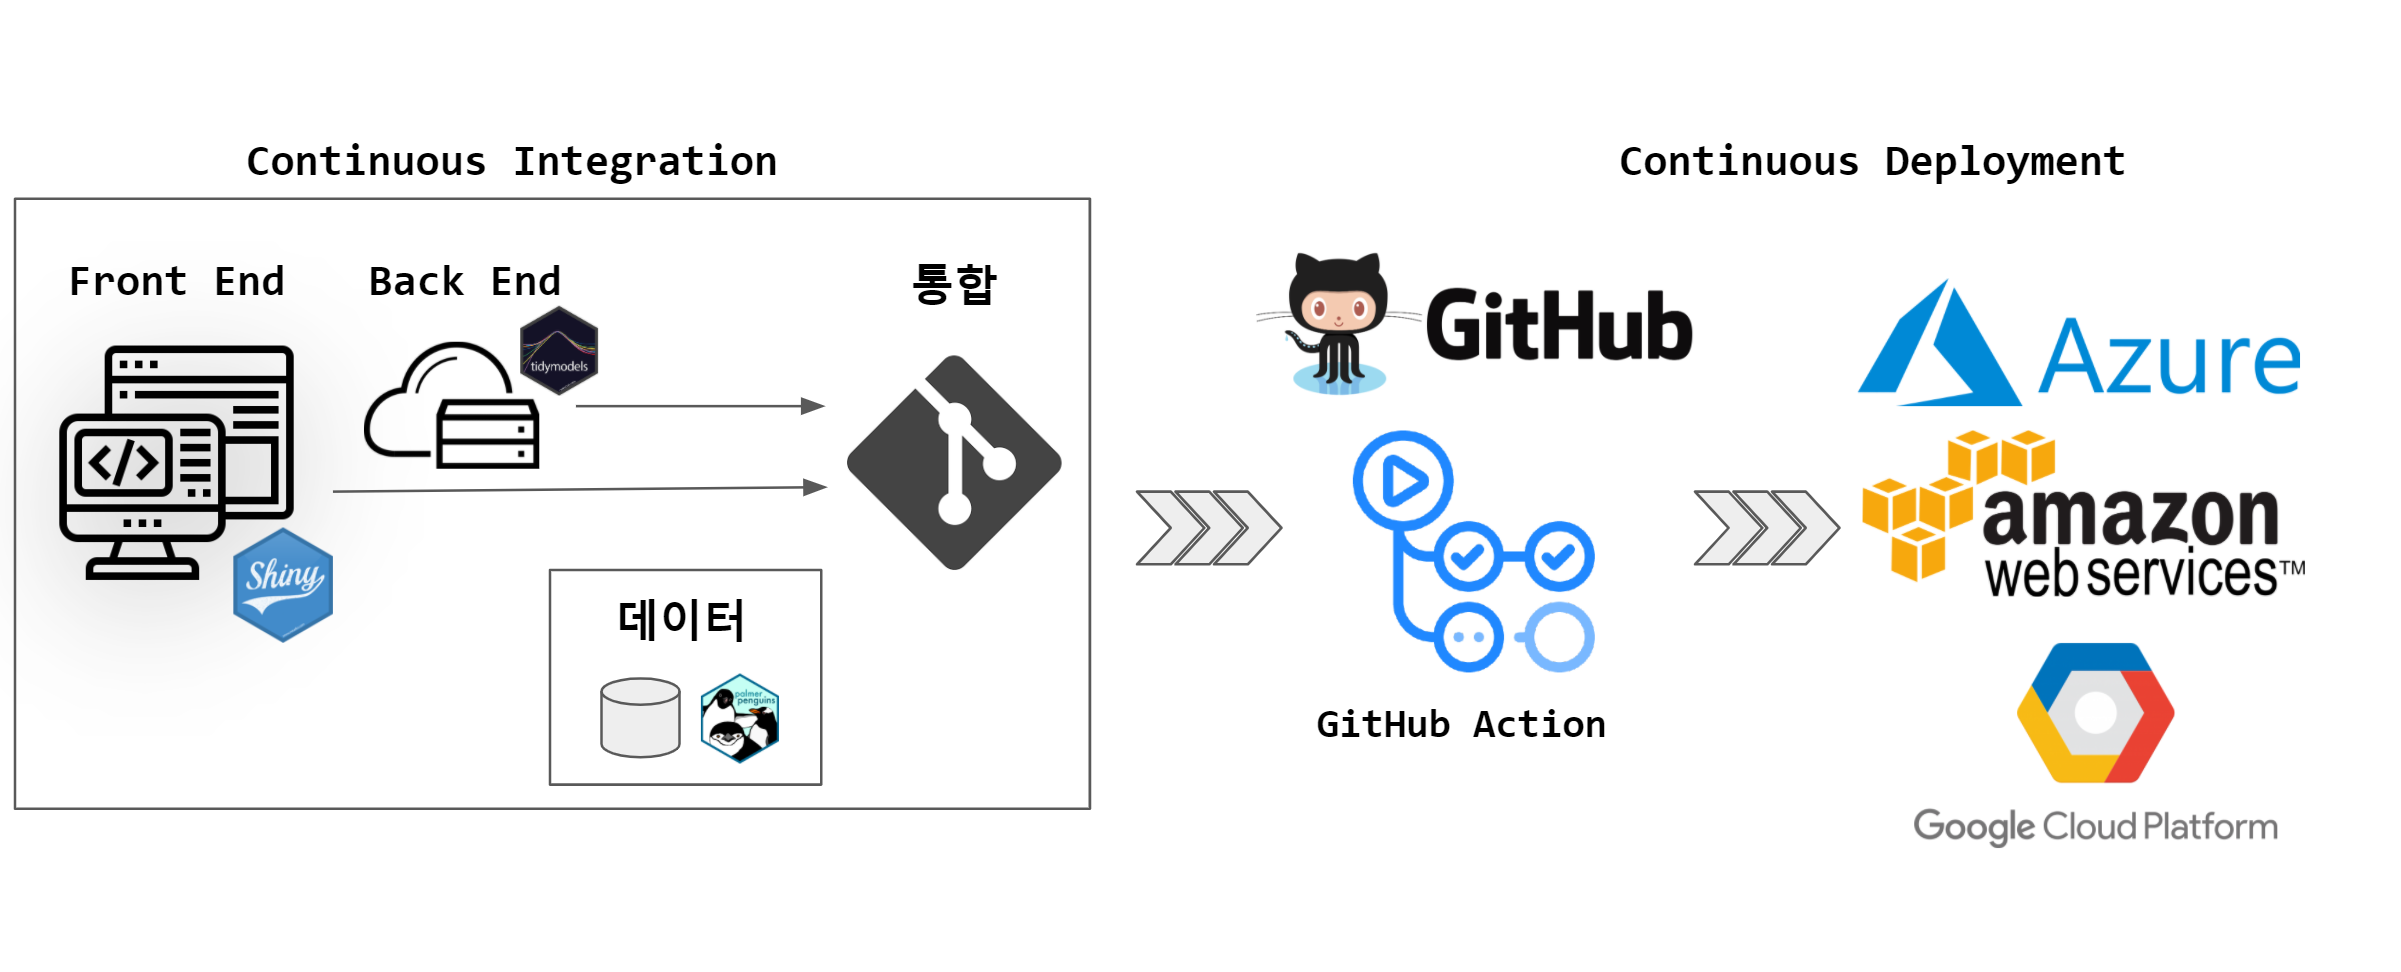 Continuous Integration
Continuous Deployment
Front End
Back End
통합
tidymodels
</>
Shiny
데이터
palmer
penguins
GitHub
GitHub Action
Azure
amazon
web services™
Google Cloud Platform